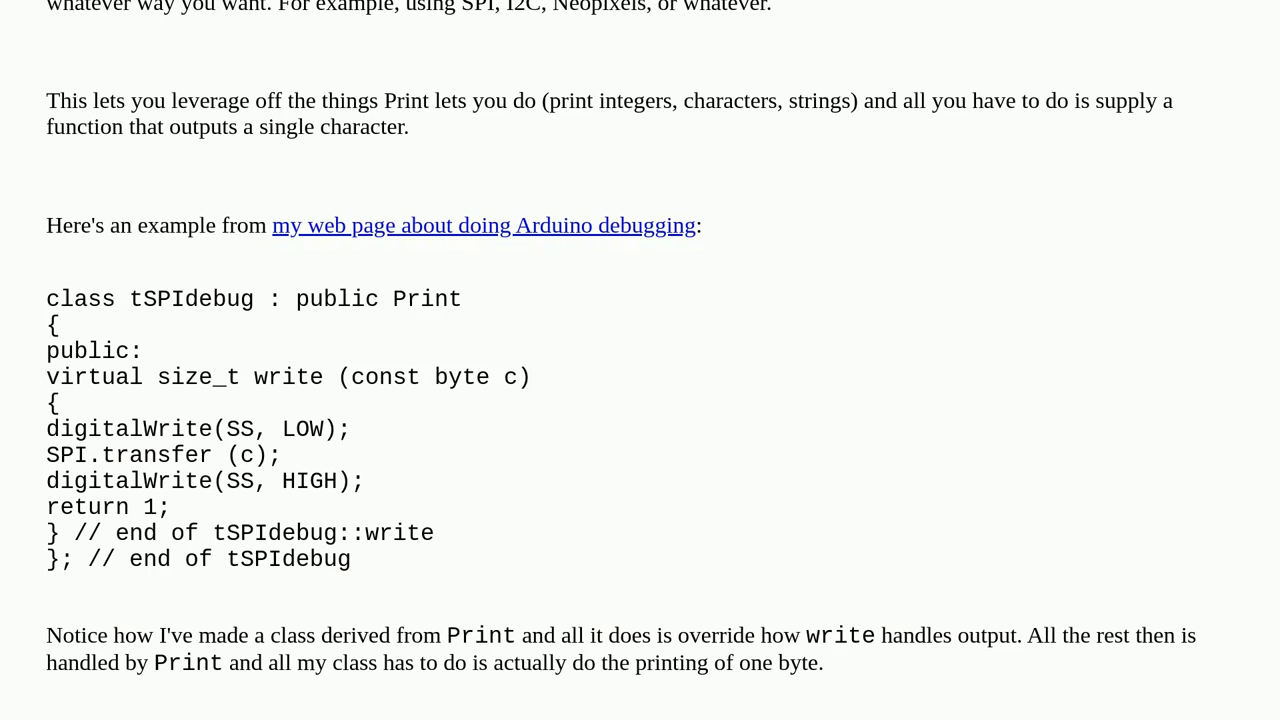 whatever way you want. For example, using SPI, I2C, Neopixels, or whatever.
This lets you leverage off the things Print lets you do (print integers, characters, strings) and all you have to do is supply a
function that outputs a single character.
Here's an example from my web page about doing Arduino debugging:
class tSPIdebug : public Print
{
public:
virtual size_t write (const byte c)
{
digitalWrite(SS, LOW);
SPI.transfer (c);
digitalWrite(SS, HIGH);
return 1;
} // end of tSPIdebug::write
}; // end of tSPIdebug
Notice how I've made a class derived from Print and all it does is override how write handles output. All the rest then is
handled by Print and all my class has to do is actually do the printing of one byte.